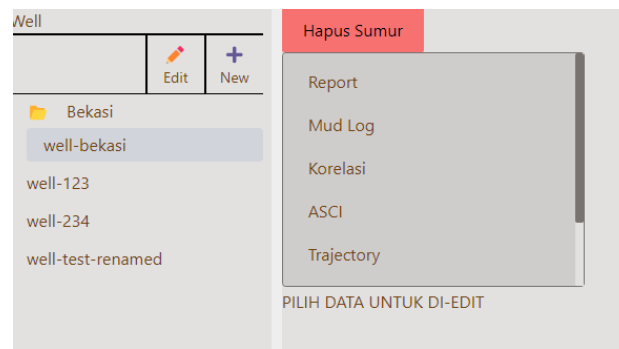 Well
Edit
New
Bekasi
well-bekasi
well-123
well-234
well-test-renamed
Hapus Sumur
Report
Mud Log
Korelasi
ASCI
Trajectory
PILIH DATA UNTUK DI-EDIT